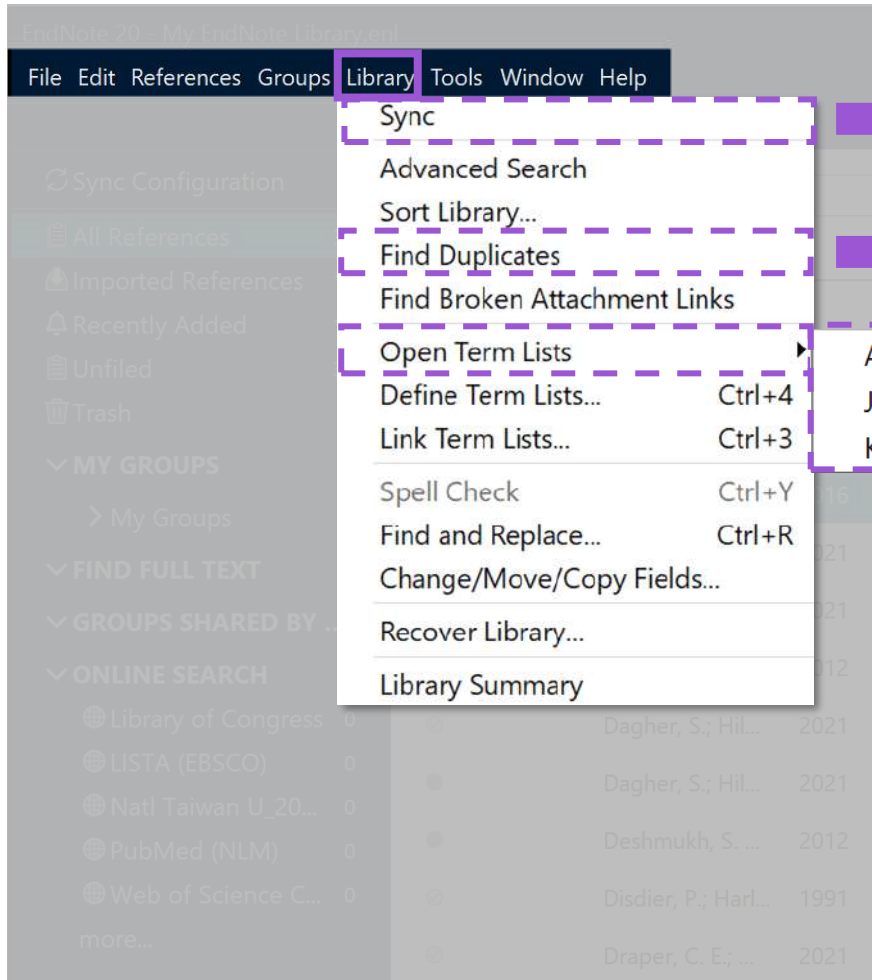 EndNote 20 - My EndNote Library.enl
File Edit References Groups Library Tools Window Help
Sync
Advanced Search
Sort Library...
Find Duplicates
Find Broken Attachment Links
Open Term Lists
Define Term Lists... Ctrl+4
Link Term Lists... Ctrl+3
Spell Check Ctrl+Y
Find and Replace... Ctrl+R
Change/Move/Copy Fields...
Recover Library...
Library Summary
A
J
K
Sync Configuration
All References
Imported References
Recently Added
Unfiled
Trash
MY GROUPS
My Groups
FIND FULL TEXT
GROUPS SHARED BY ...
ONLINE SEARCH
Library of Congress 0
LISTA (EBSCO) 0
Natl Taiwan U_20... 0
PubMed (NLM) 0
Web of Science C... 0
more...
016
021
021
012
Dagher, S.; Hil... 2021
Dagher, S.; Hil... 2021
Deshmukh, S. ... 2012
Disdier, P.; Harl... 1991
Draper, C. E.; ... 2021